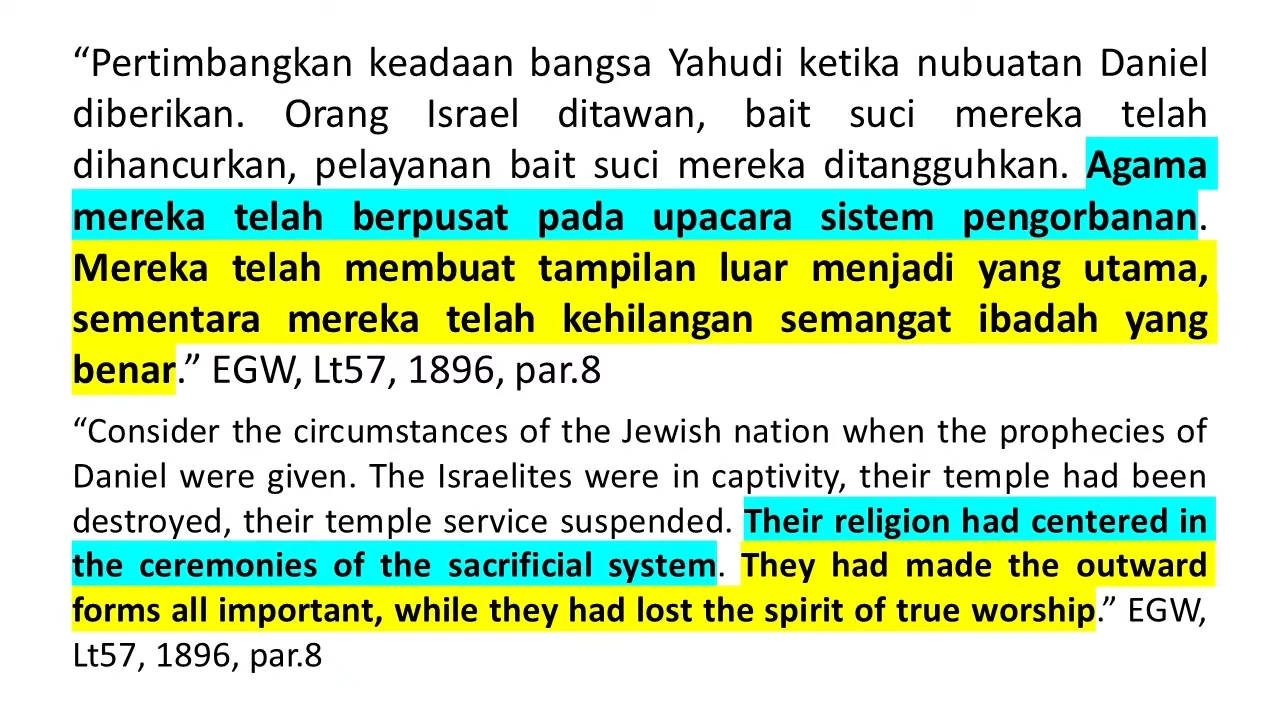 “Pertimbangkan keadaan bangsa Yahudi ketika nubuatan Daniel
diberikan. Orang Israel ditawan, bait suci mereka telah
dihancurkan, pelayanan bait suci mereka ditangguhkan. Agama
mereka telah berpusat pada upacara sistem pengorbanan.
Mereka telah membuat tampilan luar menjadi yang utama,
sementara mereka telah kehilangan semangat ibadah yang
benar.” EGW, Lt57, 1896, par.8
“Consider the circumstances of the Jewish nation when the prophecies of
Daniel were given. The Israelites were in captivity, their temple had been
destroyed, their temple service suspended. Their religion had centered in
the ceremonies of the sacrificial system. They had made the outward
forms all important, while they had lost the spirit of true worship.” EGW,
Lt57, 1896, par.8